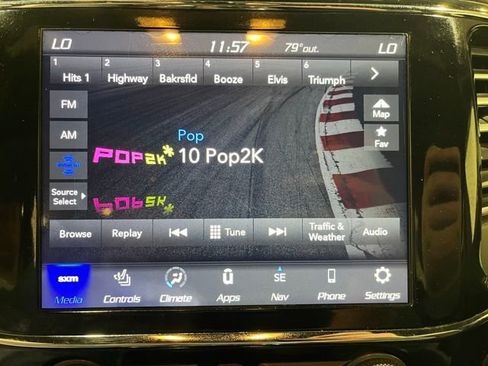 LO 11:57 79°out. LO
1 2 3 4 5 6
Hits 1 Highway Bakrsfld Booze Elvis Triumph
FM
AM
Map
Fav
Pop
POP2K* 10 Pop2K
Source
Select
Browse Replay Tune Traffic & Weather Audio
sxm SE
Media Controls Climate Apps Nav Phone Settings